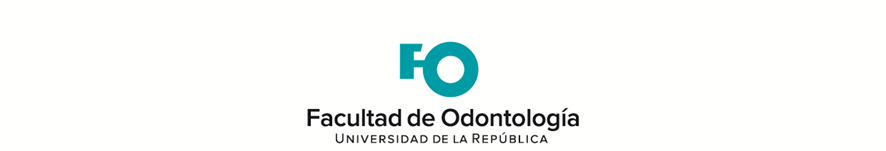 FO
Facultad de Odontología
UNIVERSIDAD DE LA REPÚBLICA